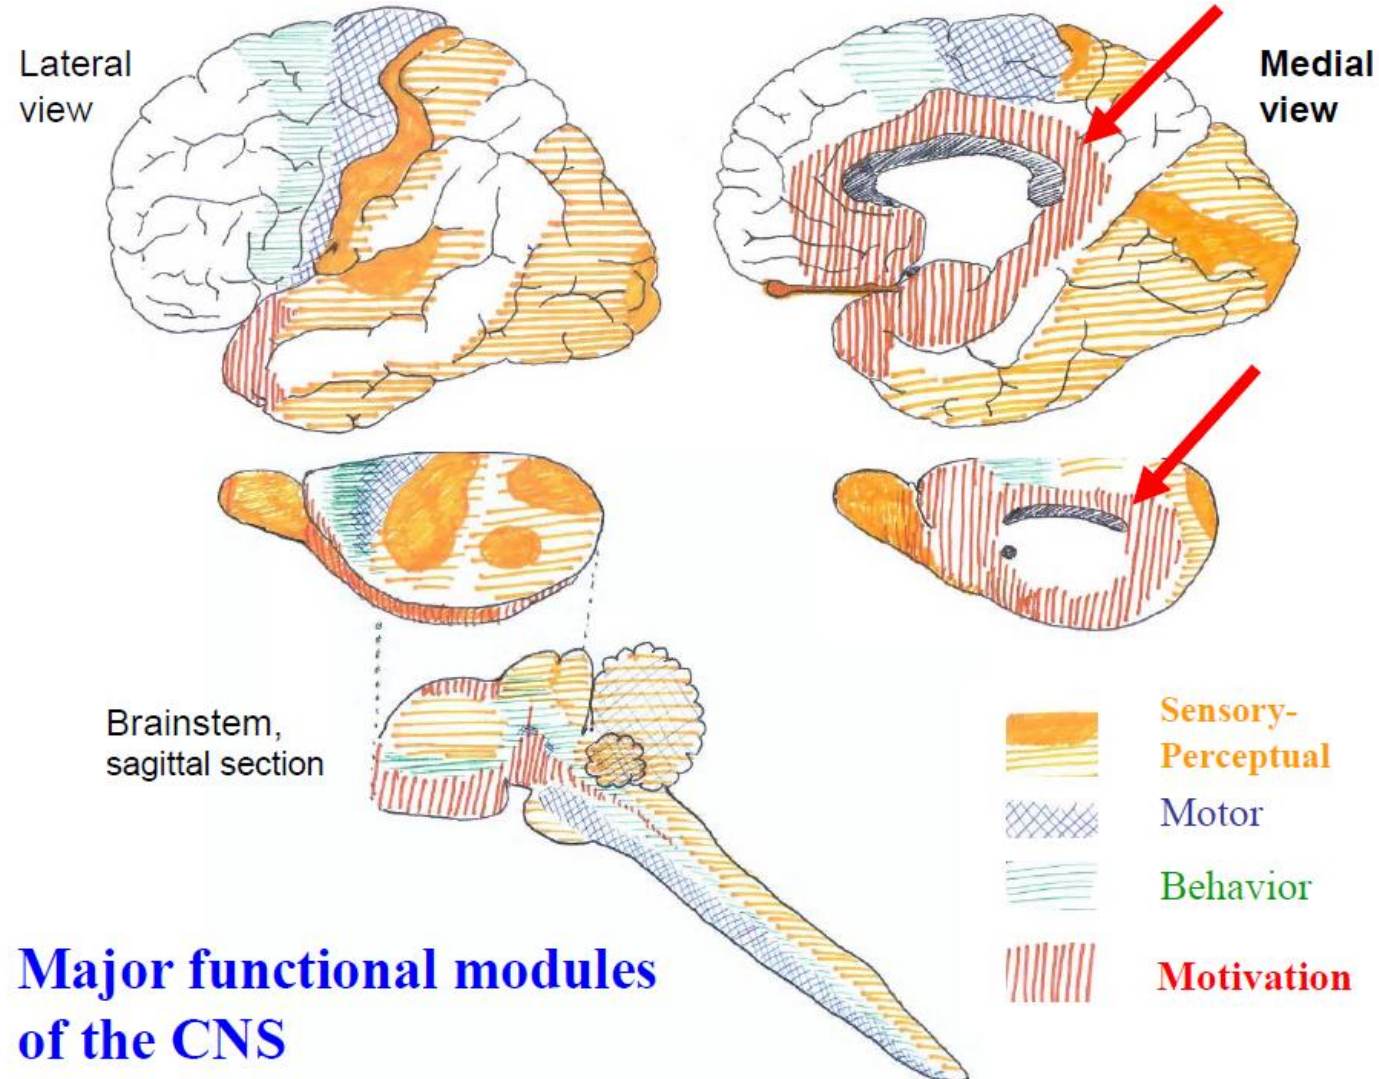 Lateral
view
Medial
view
Brainstem,
sagittal section
Sensory-
Perceptual
Motor
Behavior
Motivation
Major functional modules
of the CNS